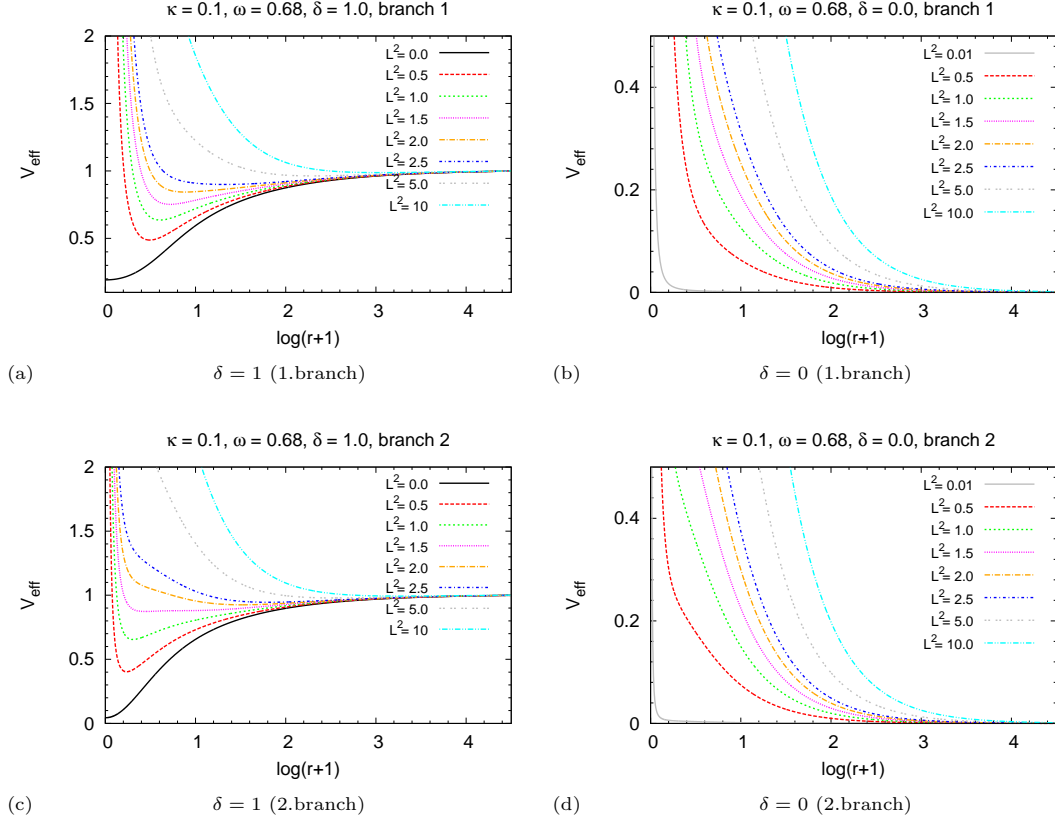 κ = 0.1, ω = 0.68, δ = 1.0, branch 1
V_eff
2
1.5
1
0.5
0
1
2
3
4
log(r+1)
L²= 0.0
L²= 0.5
L²= 1.0
L²= 1.5
L²= 2.0
L²= 2.5
L²= 5.0
L²= 10
(a) δ = 1 (1.branch)
κ = 0.1, ω = 0.68, δ = 0.0, branch 1
V_eff
0.4
0.2
0
0
1
2
3
4
log(r+1)
L²= 0.01
L²= 0.5
L²= 1.0
L²= 1.5
L²= 2.0
L²= 2.5
L²= 5.0
L²= 10.0
(b) δ = 0 (1.branch)
κ = 0.1, ω = 0.68, δ = 1.0, branch 2
V_eff
2
1.5
1
0.5
0
0
1
2
3
4
log(r+1)
L²= 0.0
L²= 0.5
L²= 1.0
L²= 1.5
L²= 2.0
L²= 2.5
L²= 5.0
L²= 10
(c) δ = 1 (2.branch)
κ = 0.1, ω = 0.68, δ = 0.0, branch 2
V_eff
0.4
0.2
0
0
1
2
3
4
log(r+1)
L²= 0.01
L²= 0.5
L²= 1.0
L²= 1.5
L²= 2.0
L²= 2.5
L²= 5.0
L²= 10.0
(d) δ = 0 (2.branch)